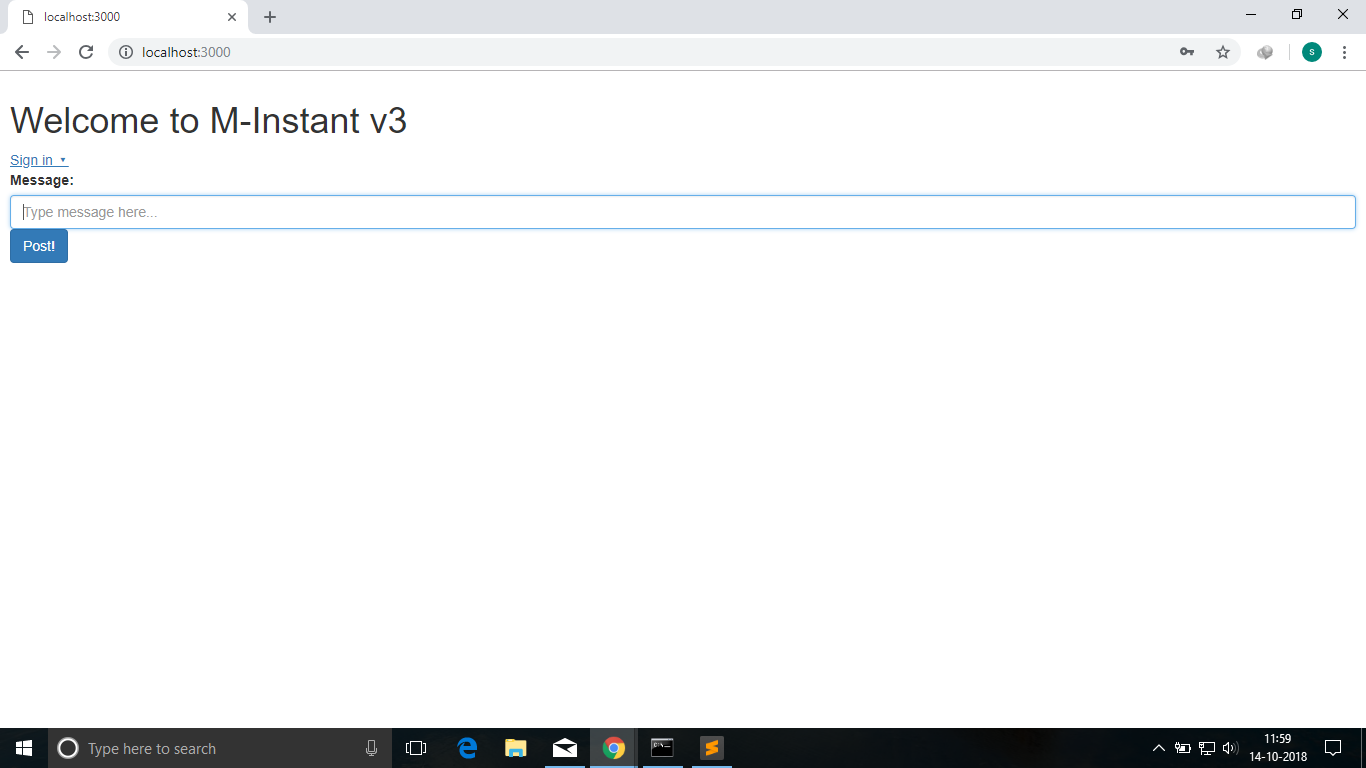 localhost:3000
localhost:3000
s
Welcome to M-Instant v3
Sign in ▾
Message:
Type message here...
Post!
Type here to search
11:59
14-10-2018